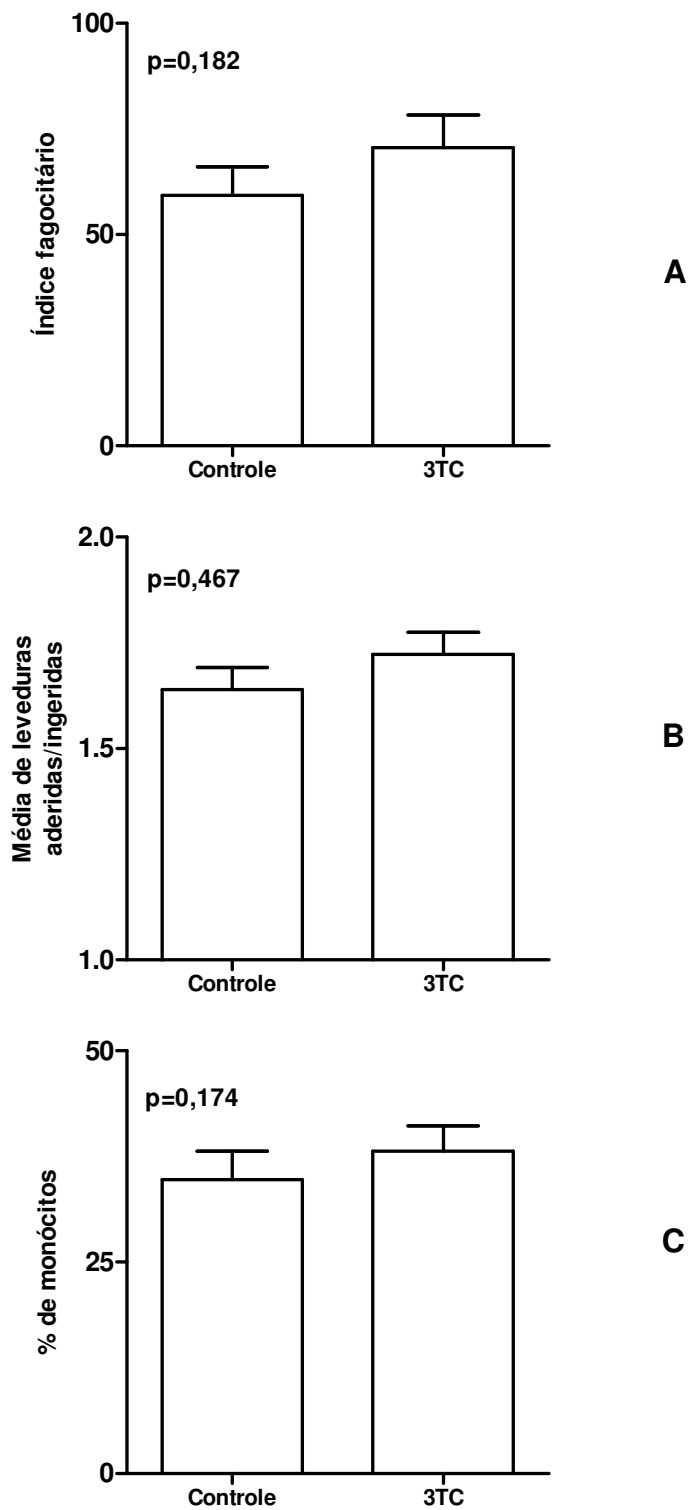 100
p=0,182
Índice fagocitário
50
0
Controle
3TC
A
2.0
p=0,467
Média de leveduras
aderidas/ingeridas
1.5
1.0
Controle
3TC
B
50
p=0,174
% de monócitos
25
0
Controle
3TC
C